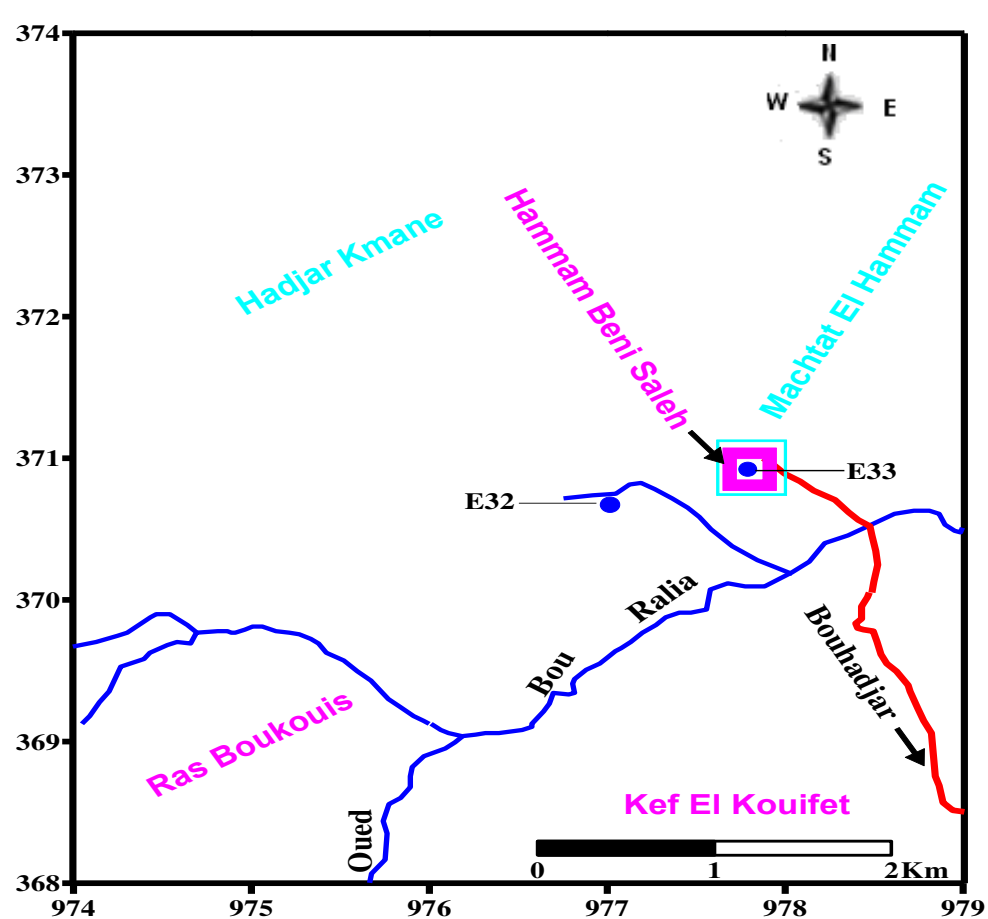 374
N
W
E
S
373
Hadjar Kmane
Hammam Beni Saleh
Machtat El Hammam
372
371
E33
E32
370
Ralia
Bou
Bouhadjar
369
Ras Boukouis
Oued
Kef El Kouifet
0
1
2Km
368
974
975
976
977
978
979